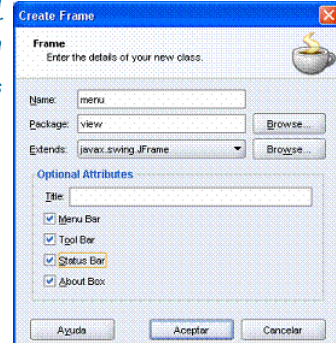 Create Frame
Frame
Enter the details of your new class.
Name: menu
Package: view Browse...
Extends: javax.swing.JFrame Browse...
Optional Attributes
Title:
Menu Bar
Tool Bar
Status Bar
About Box
Ayuda Aceptar Cancelar